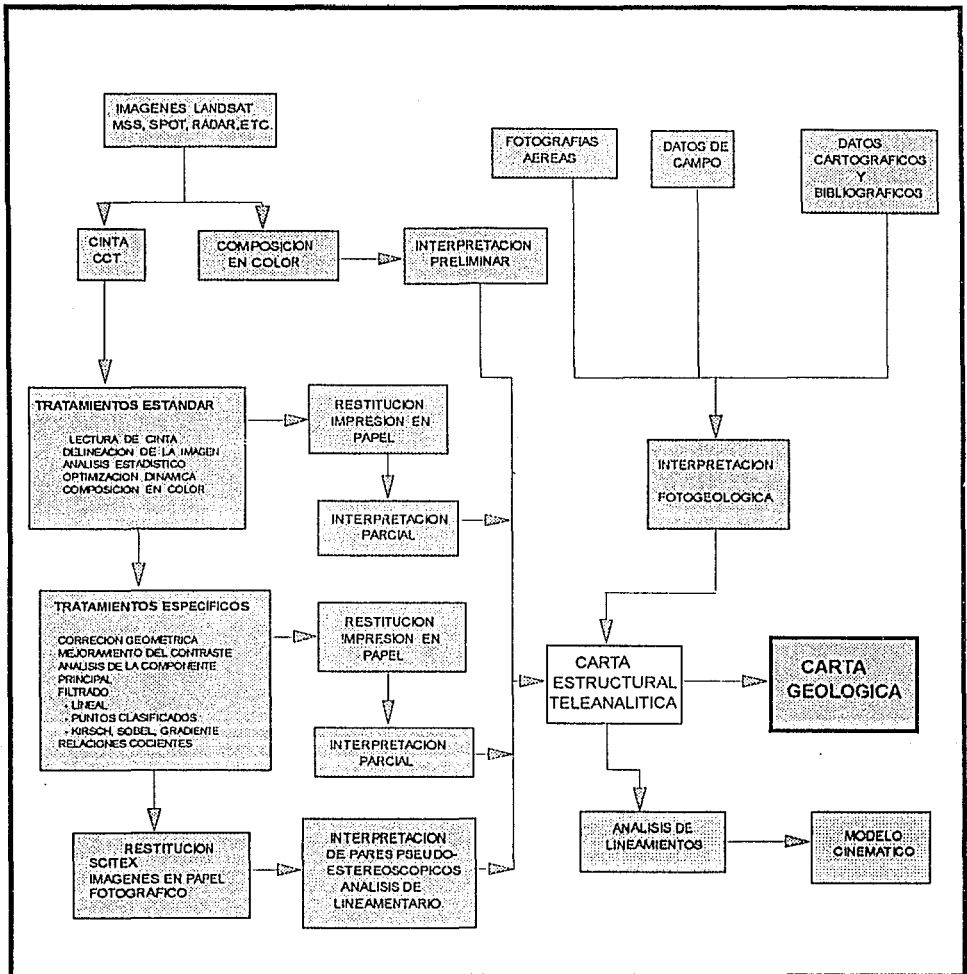 IMAGENES LANDSAT
MSS, SPOT, RADAR, ETC.
FOTOGRAFIAS
AEREAS
DATOS DE
CAMPO
DATOS
CARTOGRAFICOS
Y
BIBLIOGRAFICOS
CINTA
CCT
COMPOSICION
EN COLOR
INTERPRETACION
PRELIMINAR
TRATAMIENTOS ESTANDAR
LECTURA DE CINTA
DELINEACION DE LA IMAGEN
ANALISIS ESTADISTICO
OPTIMIZACION DINAMCA
COMPOSICION EN COLOR
RESTITUCION
IMPRESION EN
PAPEL
INTERPRETACION
PARCIAL
INTERPRETACION
FOTOGEOLOGICA
TRATAMIENTOS ESPECÍFICOS
CORRECION GEOMETRICA
MEJORAMENTO DEL CONTRASTE
ANALISIS DE LA COMPONENTE
PRINCIPAL
FILTRADO
- LINEAL
- PUNTOS CLASIFICADOS
- KIRSCH, SOBEL, GRADIENTE
RELACIONES COCIENTES
RESTITUCION
IMPRESION EN
PAPEL
INTERPRETACION
PARCIAL
CARTA
ESTRUCTURAL
TELEANALITICA
CARTA
GEOLOGICA
RESTITUCION
SCITEX
IMAGENES EN PAPEL
FOTOGRAFICO
INTERPRETACION
DE PARES PSEUDO-
ESTEREOSCOPICOS
ANALISIS DE
LINEAMENTARIO.
ANALISIS DE
LINEAMIENTOS
MODELO
CINEMATICO